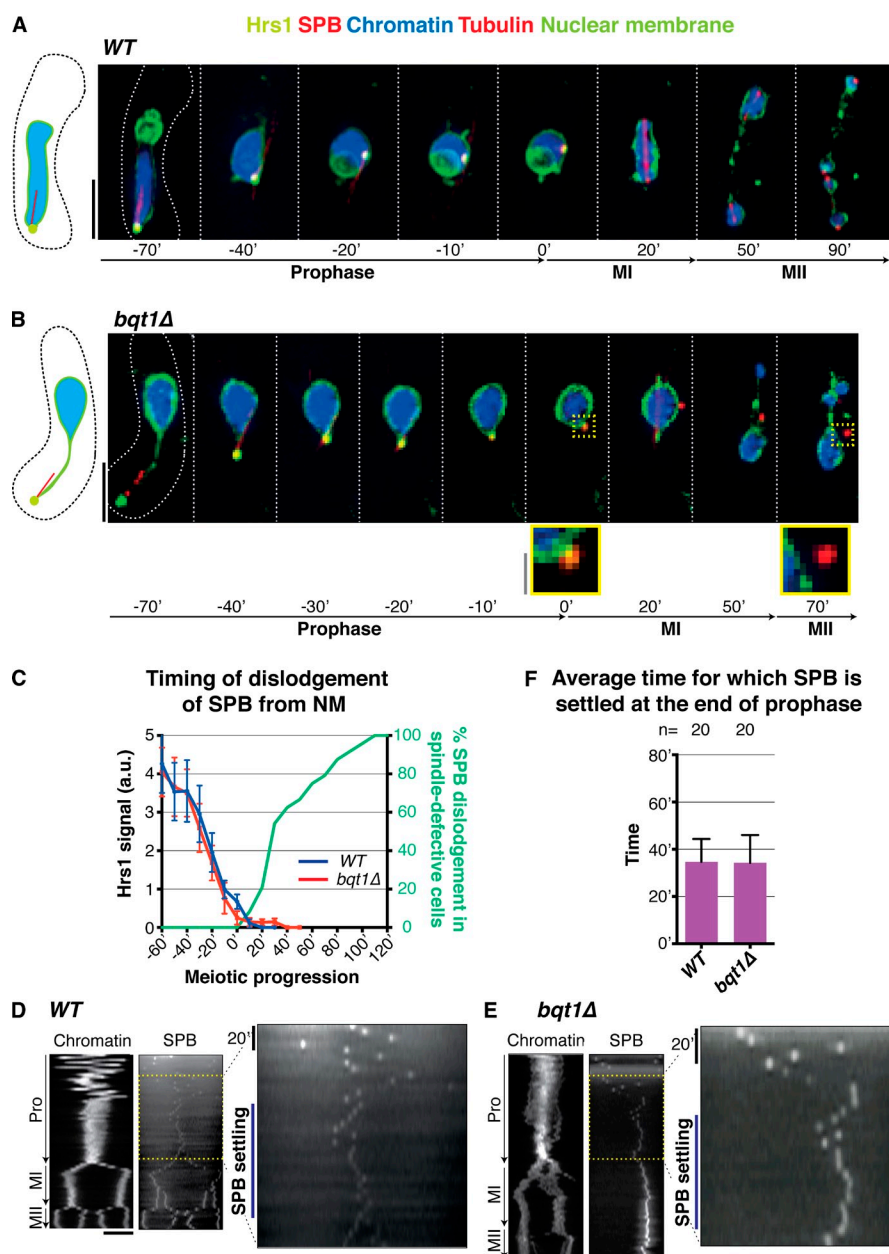 Hrs1 SPB Chromatin Tubulin Nuclear membrane
A
WT
-70' -40' -20' -10' 0' 20' 50' 90'
Prophase MI MII
B
bqt1Δ
-70' -40' -30' -20' -10' 0' 20' 50' 70'
Prophase MI MII
C
Timing of dislodgement
of SPB from NM
Hrs1 signal (a.u.)
5
4
3
2
1
0
% SPB dislodgement in
spindle-defective cells
100
80
60
40
20
0
WT
bqt1Δ
-60' -40' -20' 0' 20' 40' 60' 80' 100' 120'
Meiotic progression
F Average time for which SPB is
settled at the end of prophase
n= 20 20
Time
80'
60'
40'
20'
0'
WT
bqt1Δ
D WT
Chromatin SPB
20'
Pro
MI
MII
SPB settling
E bqt1Δ
Chromatin SPB
20'
Pro
MI
MII
SPB settling